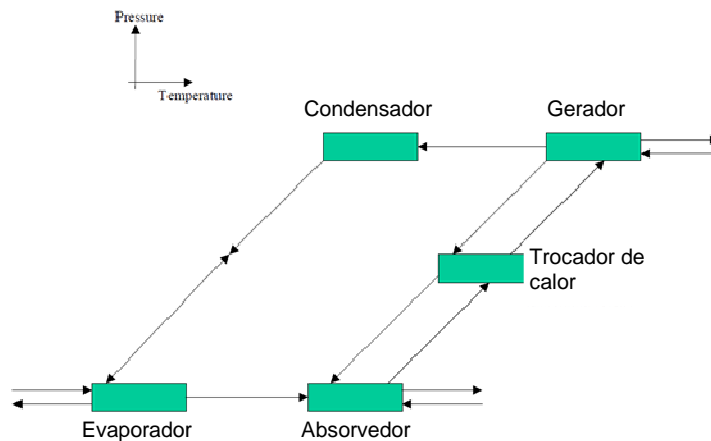 Pressure
Temperature
Condensador
Gerador
Trocador de
calor
Evaporador
Absorvedor